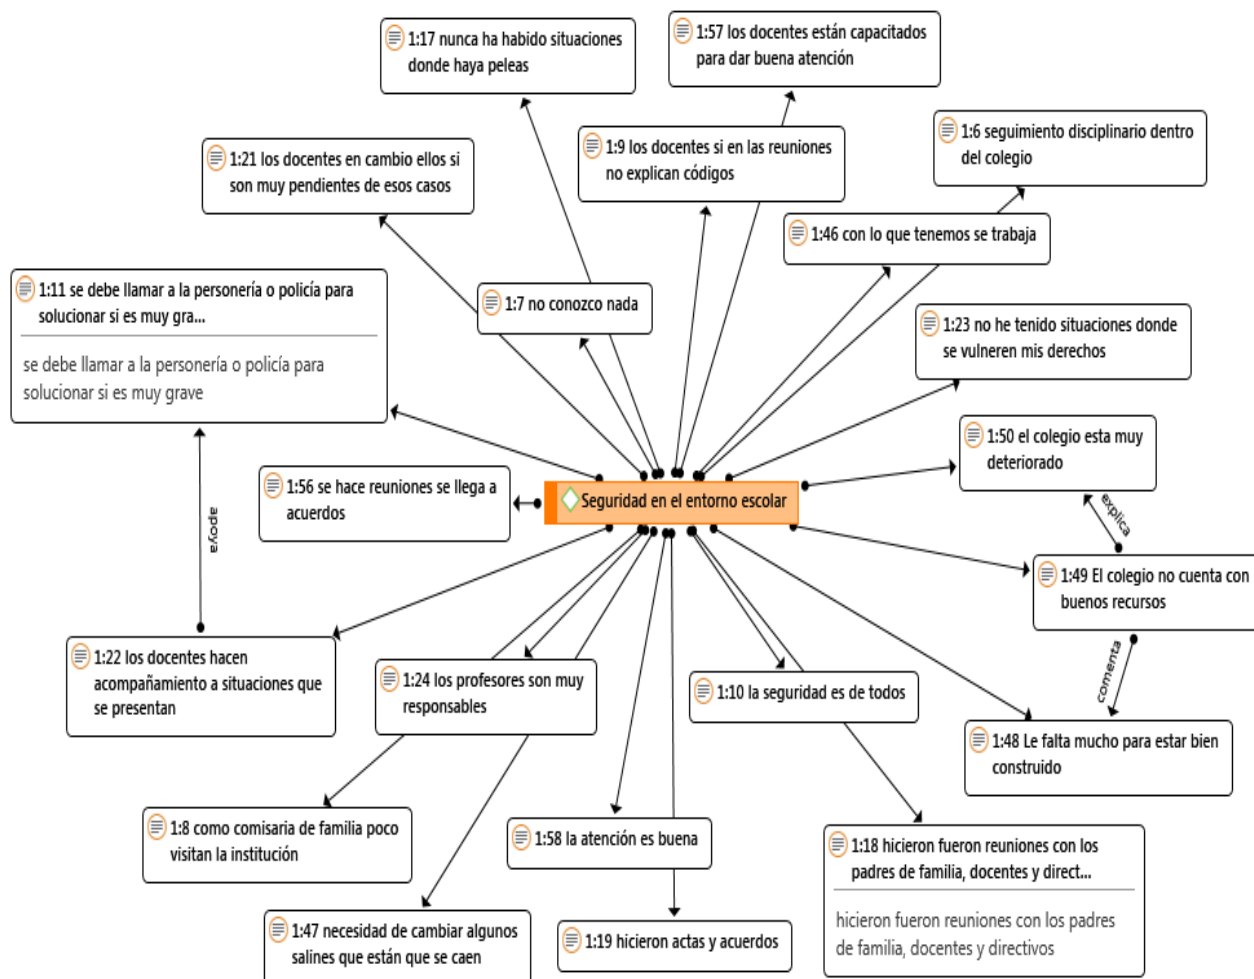 1:17 nunca ha habido situaciones
donde haya peleas
1:57 los docentes están capacitados
para dar buena atención
1:6 seguimiento disciplinario dentro
del colegio
1:9 los docentes si en las reuniones
no explican códigos
1:21 los docentes en cambio ellos si
son muy pendientes de esos casos
1:46 con lo que tenemos se trabaja
1:11 se debe llamar a la personería o policía para
solucionar si es muy gra...
se debe llamar a la personería o policía para
solucionar si es muy grave
1:7 no conozco nada
1:23 no he tenido situaciones donde
se vulneren mis derechos
1:50 el colegio esta muy
deteriorado
1:56 se hace reuniones se llega a
acuerdos
Seguridad en el entorno escolar
explica
apoya
1:49 El colegio no cuenta con
buenos recursos
1:22 los docentes hacen
acompañamiento a situaciones que
se presentan
1:24 los profesores son muy
responsables
1:10 la seguridad es de todos
comenta
1:48 Le falta mucho para estar bien
construido
1:8 como comisaria de familia poco
visitan la institución
1:58 la atención es buena
1:18 hicieron fueron reuniones con los
padres de familia, docentes y direct...
hicieron fueron reuniones con los padres
de familia, docentes y directivos
1:47 necesidad de cambiar algunos
salines que están que se caen
1:19 hicieron actas y acuerdos